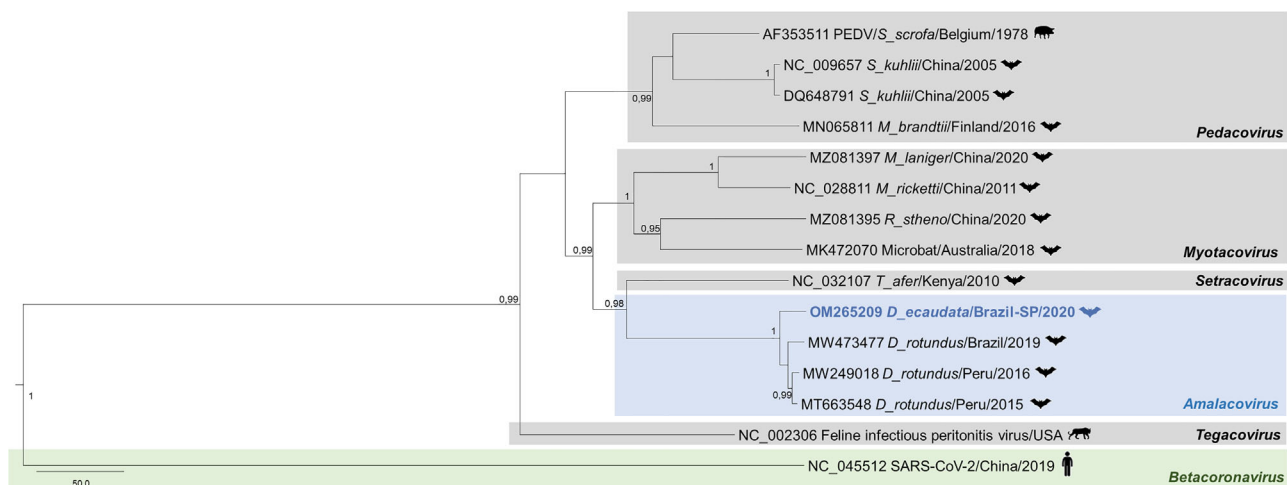 AF353511 PEDV/S_scrofa/Belgium/1978
NC_009657 S_kuhlii/China/2005
1
DQ648791 S_kuhlii/China/2005
0,99
MN065811 M_brandtii/Finland/2016
Pedacovirus
MZ081397 M_laniger/China/2020
1
NC_028811 M_ricketti/China/2011
1
MZ081395 R_stheno/China/2020
0,95
MK472070 Microbat/Australia/2018
0,99
Myotacovirus
NC_032107 T_afer/Kenya/2010
Setracovirus
0,99
0,98
OM265209 D_ecaudata/Brazil-SP/2020
1
MW473477 D_rotundus/Brazil/2019
MW249018 D_rotundus/Peru/2016
0,99
MT663548 D_rotundus/Peru/2015
Amalacovirus
1
NC_002306 Feline infectious peritonitis virus/USA
Tegacovirus
NC_045512 SARS-CoV-2/China/2019
Betacoronavirus
50.0